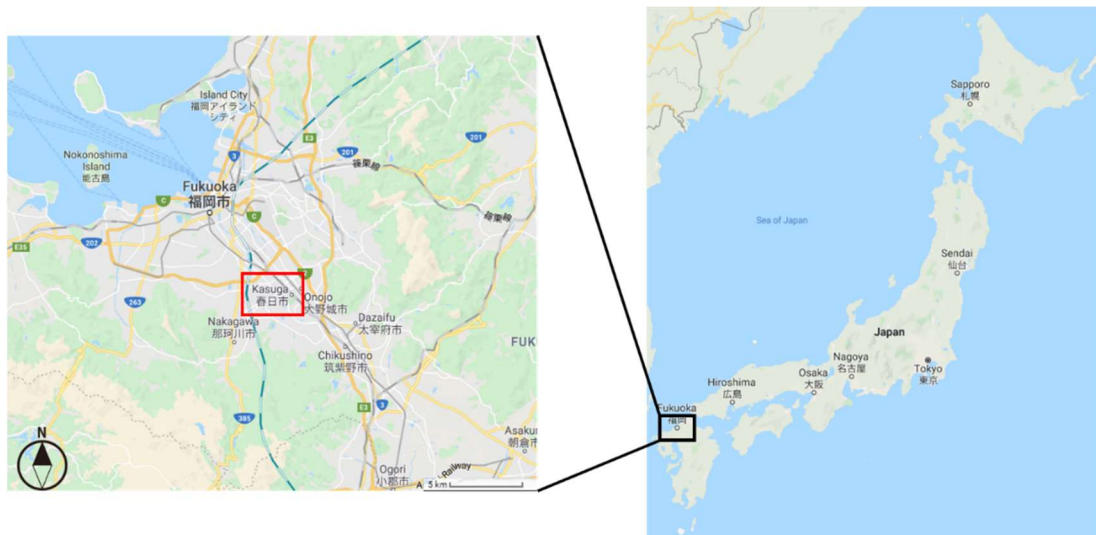 Island City
福岡アイランド
シティ
E3
3
201
201
篠栗線
Nokonoshima
Island
能古島
Fukuoka
福岡市
C
C
篠栗線
E35
202
Kasuga
春日市
Onojo
大野城市
263
Nakagawa
那珂川市
Dazaifu
太宰府市
Chikushino
筑紫野市
FUK
385
E3
3
N
Asakur
朝倉市
Ogori
小郡市
Railway
5 km
Sapporo
札幌
Sea of Japan
Sendai
仙台
Japan
Nagoya
名古屋
Tokyo
東京
Osaka
大阪
Hiroshima
広島
Fukuoka
福岡